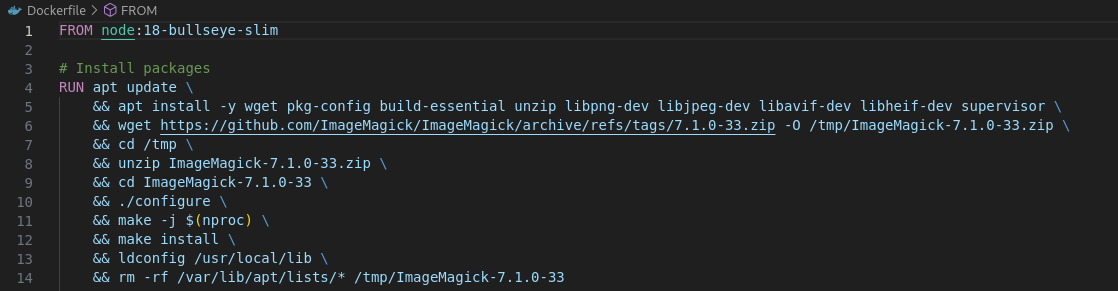 Dockerfile > FROM
1 FROM node:18-bullseye-slim
2
3 # Install packages
4 RUN apt update \
5 && apt install -y wget pkg-config build-essential unzip libpng-dev libjpeg-dev libavif-dev libheif-dev supervisor \
6 && wget https://github.com/ImageMagick/ImageMagick/archive/refs/tags/7.1.0-33.zip -O /tmp/ImageMagick-7.1.0-33.zip \
7 && cd /tmp \
8 && unzip ImageMagick-7.1.0-33.zip \
9 && cd ImageMagick-7.1.0-33 \
10 && ./configure \
11 && make -j $(nproc) \
12 && make install \
13 && ldconfig /usr/local/lib \
14 && rm -rf /var/lib/apt/lists/* /tmp/ImageMagick-7.1.0-33